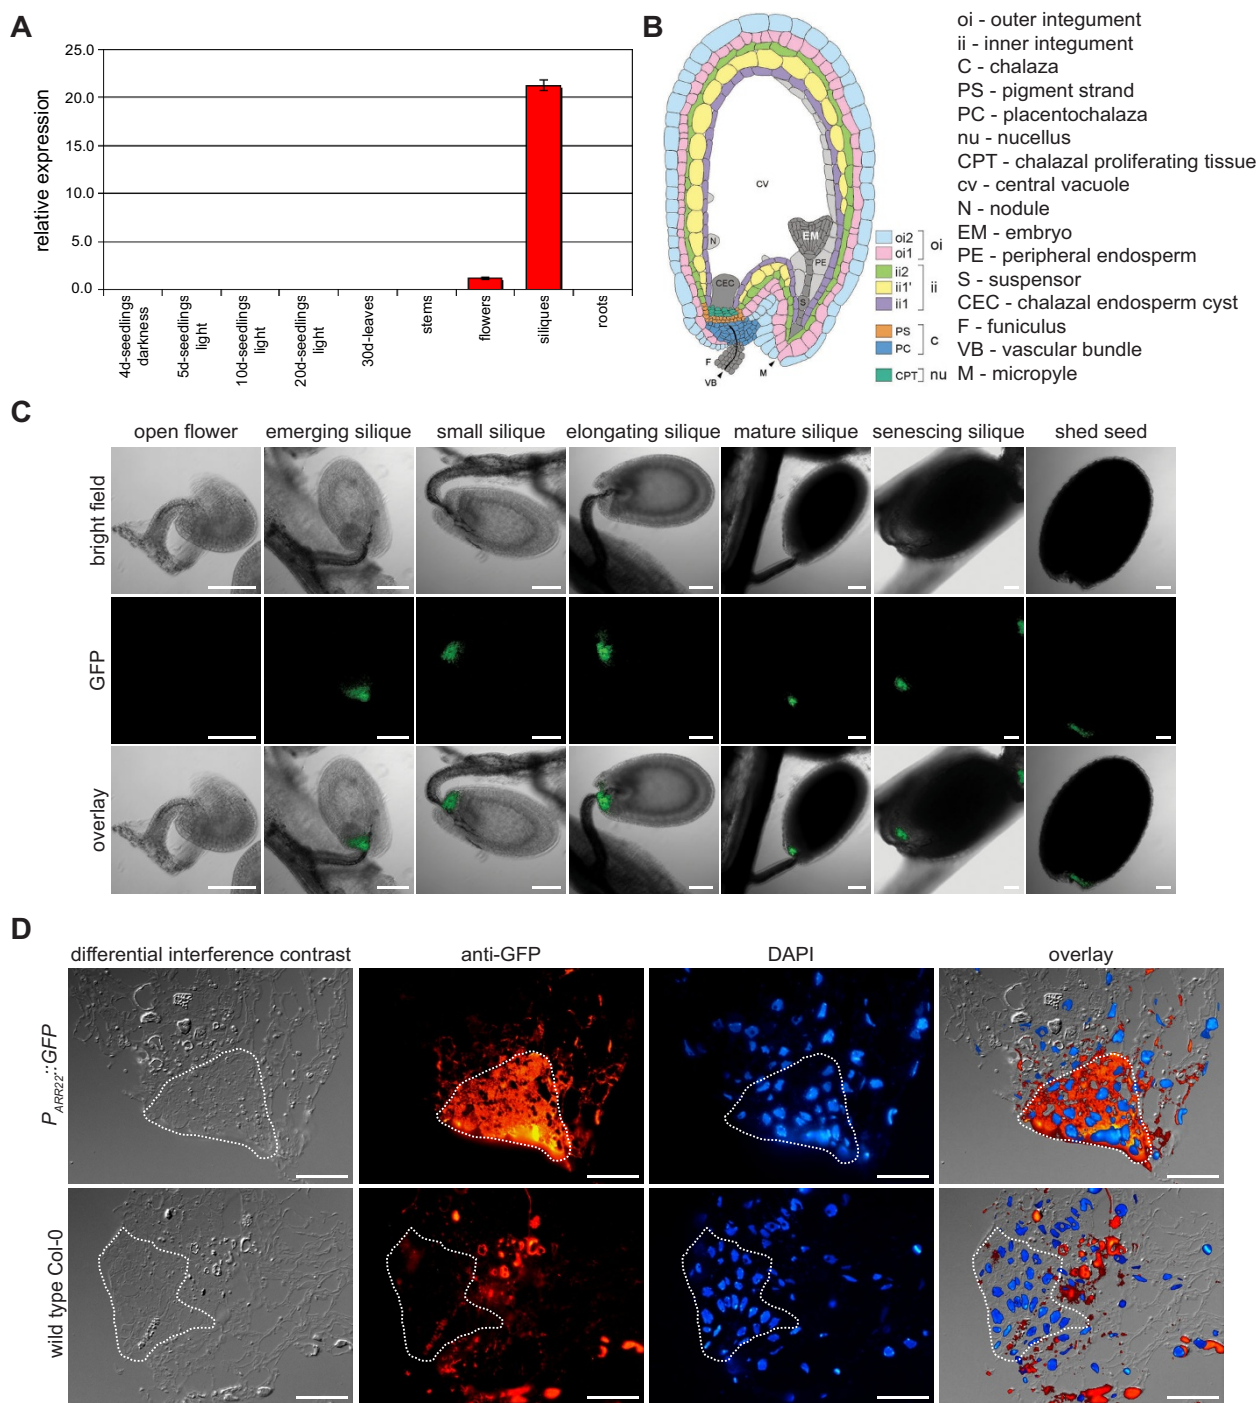 A
relative expression
25.0
20.0
15.0
10.0
5.0
0.0
4d-seedlings
darkness
5d-seedlings
light
10d-seedlings
light
20d-seedlings
light
30d-leaves
stems
flowers
siliques
roots
B
CV
N
EM
PE
CEC
S
F
VB
M
oi2
oi1
oi
ii2
ii1'
ii1
ii
PS
PC
C
CPT
nu
oi - outer integument
ii - inner integument
C - chalaza
PS - pigment strand
PC - placentochalaza
nu - nucellus
CPT - chalazal proliferating tissue
cv - central vacuole
N - nodule
EM - embryo
PE - peripheral endosperm
S - suspensor
CEC - chalazal endosperm cyst
F - funiculus
VB - vascular bundle
M - micropyle
C
open flower
emerging silique
small silique
elongating silique
mature silique
senescing silique
shed seed
bright field
GFP
overlay
D
differential interference contrast
anti-GFP
DAPI
overlay
P ARR22::GFP
wild type Col-0